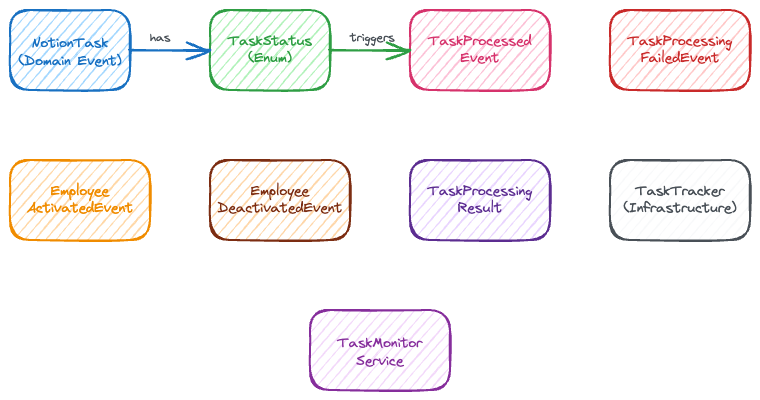 NotionTask
(Domain Event)
has
TaskStatus
(Enum)
triggers
TaskProcessed
Event
TaskProcessing
FailedEvent
Employee
ActivatedEvent
Employee
DeactivatedEvent
TaskProcessing
Result
TaskTracker
(Infrastructure)
TaskMonitor
Service